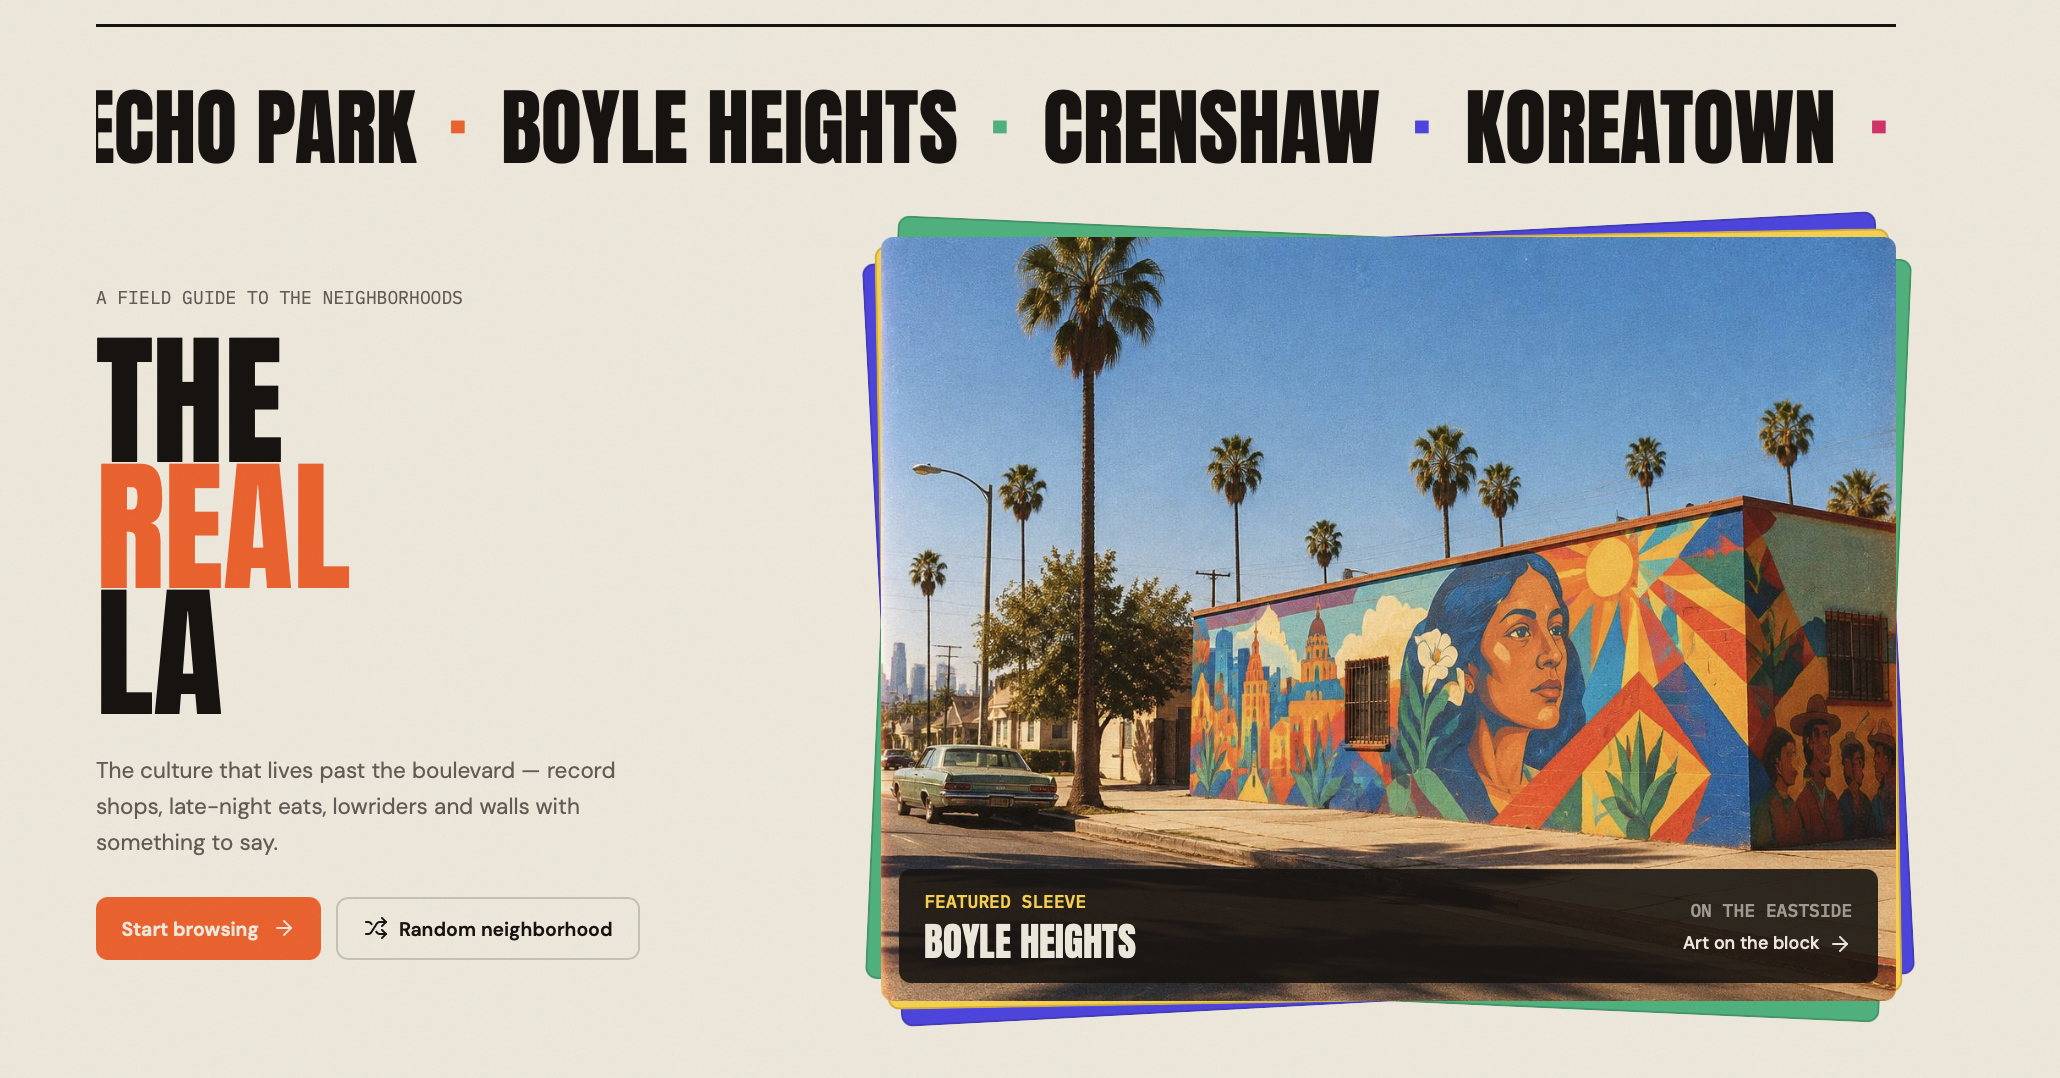 ECHO PARK ▪ BOYLE HEIGHTS ▪ CRENSHAW ▪ KOREATOWN ▪
A FIELD GUIDE TO THE NEIGHBORHOODS
THE
REAL
LA
The culture that lives past the boulevard — record
shops, late-night eats, lowriders and walls with
something to say.
Start browsing →
Random neighborhood
FEATURED SLEEVE
BOYLE HEIGHTS
ON THE EASTSIDE
Art on the block →